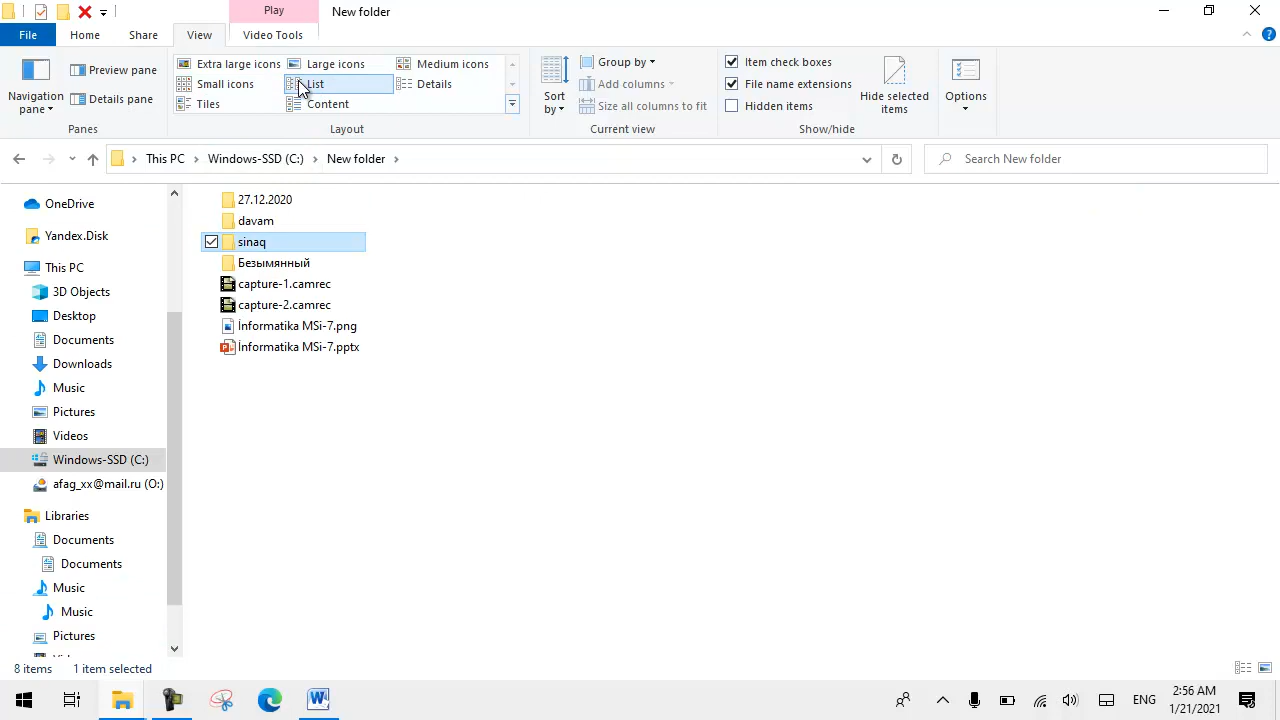 Play
New folder
File
Home
Share
View
Video Tools
Navigation pane
Preview pane
Details pane
Panes
Extra large icons
Large icons
Medium icons
Small icons
List
Details
Tiles
Content
Layout
Sort by
Group by
Add columns
Size all columns to fit
Current view
Item check boxes
File name extensions
Hidden items
Hide selected items
Show/hide
Options
This PC
Windows-SSD (C:)
New folder
Search New folder
OneDrive
Yandex.Disk
This PC
3D Objects
Desktop
Documents
Downloads
Music
Pictures
Videos
Windows-SSD (C:)
afag_xx@mail.ru (O:)
Libraries
Documents
Documents
Music
Music
Pictures
27.12.2020
davam
sinaq
Безымянный
capture-1.camrec
capture-2.camrec
İnformatika MSi-7.png
İnformatika MSi-7.pptx
8 items
1 item selected
ENG
2:56 AM
1/21/2021